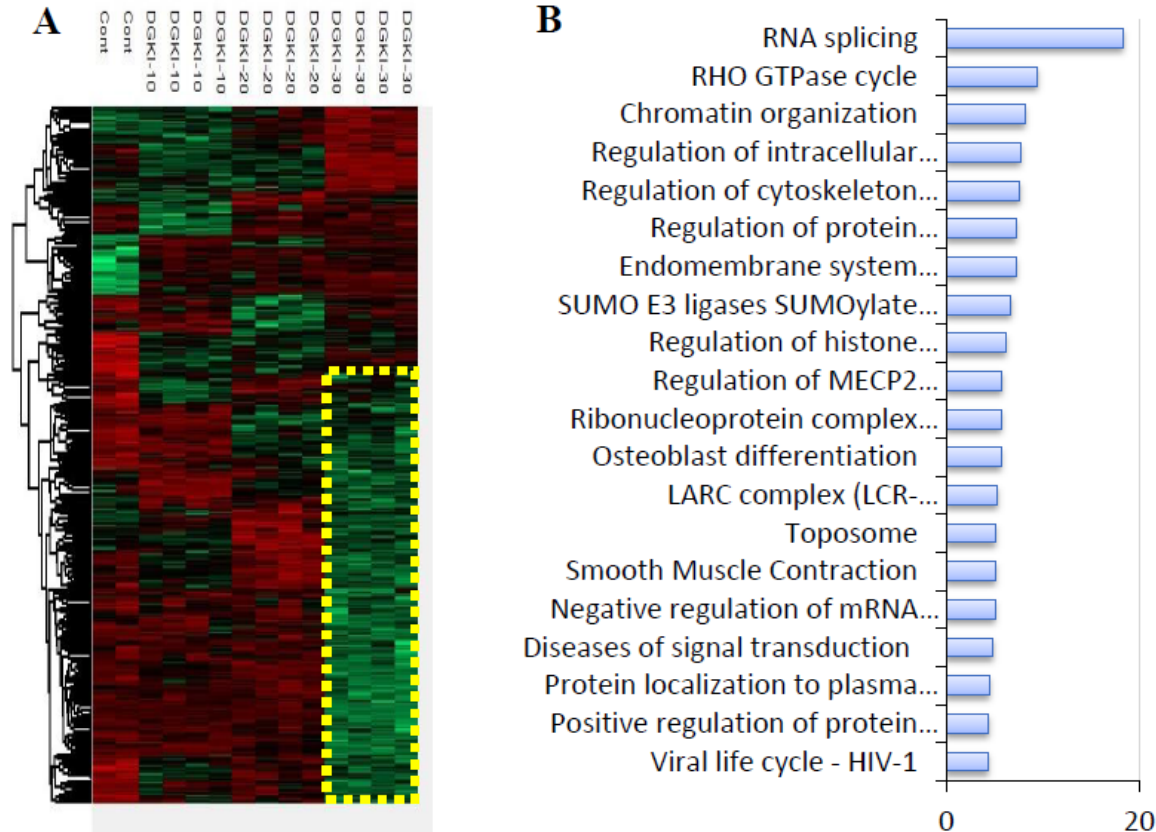 A
Cont
Cont
DGKI-10
DGKI-10
DGKI-10
DGKI-10
DGKI-20
DGKI-20
DGKI-20
DGKI-20
DGKI-30
DGKI-30
DGKI-30
DGKI-30
B
RNA splicing
RHO GTPase cycle
Chromatin organization
Regulation of intracellular...
Regulation of cytoskeleton...
Regulation of protein...
Endomembrane system...
SUMO E3 ligases SUMOylate...
Regulation of histone...
Regulation of MECP2...
Ribonucleoprotein complex...
Osteoblast differentiation
LARC complex (LCR-...
Toposome
Smooth Muscle Contraction
Negative regulation of mRNA...
Diseases of signal transduction
Protein localization to plasma...
Positive regulation of protein...
Viral life cycle - HIV-1
0 20